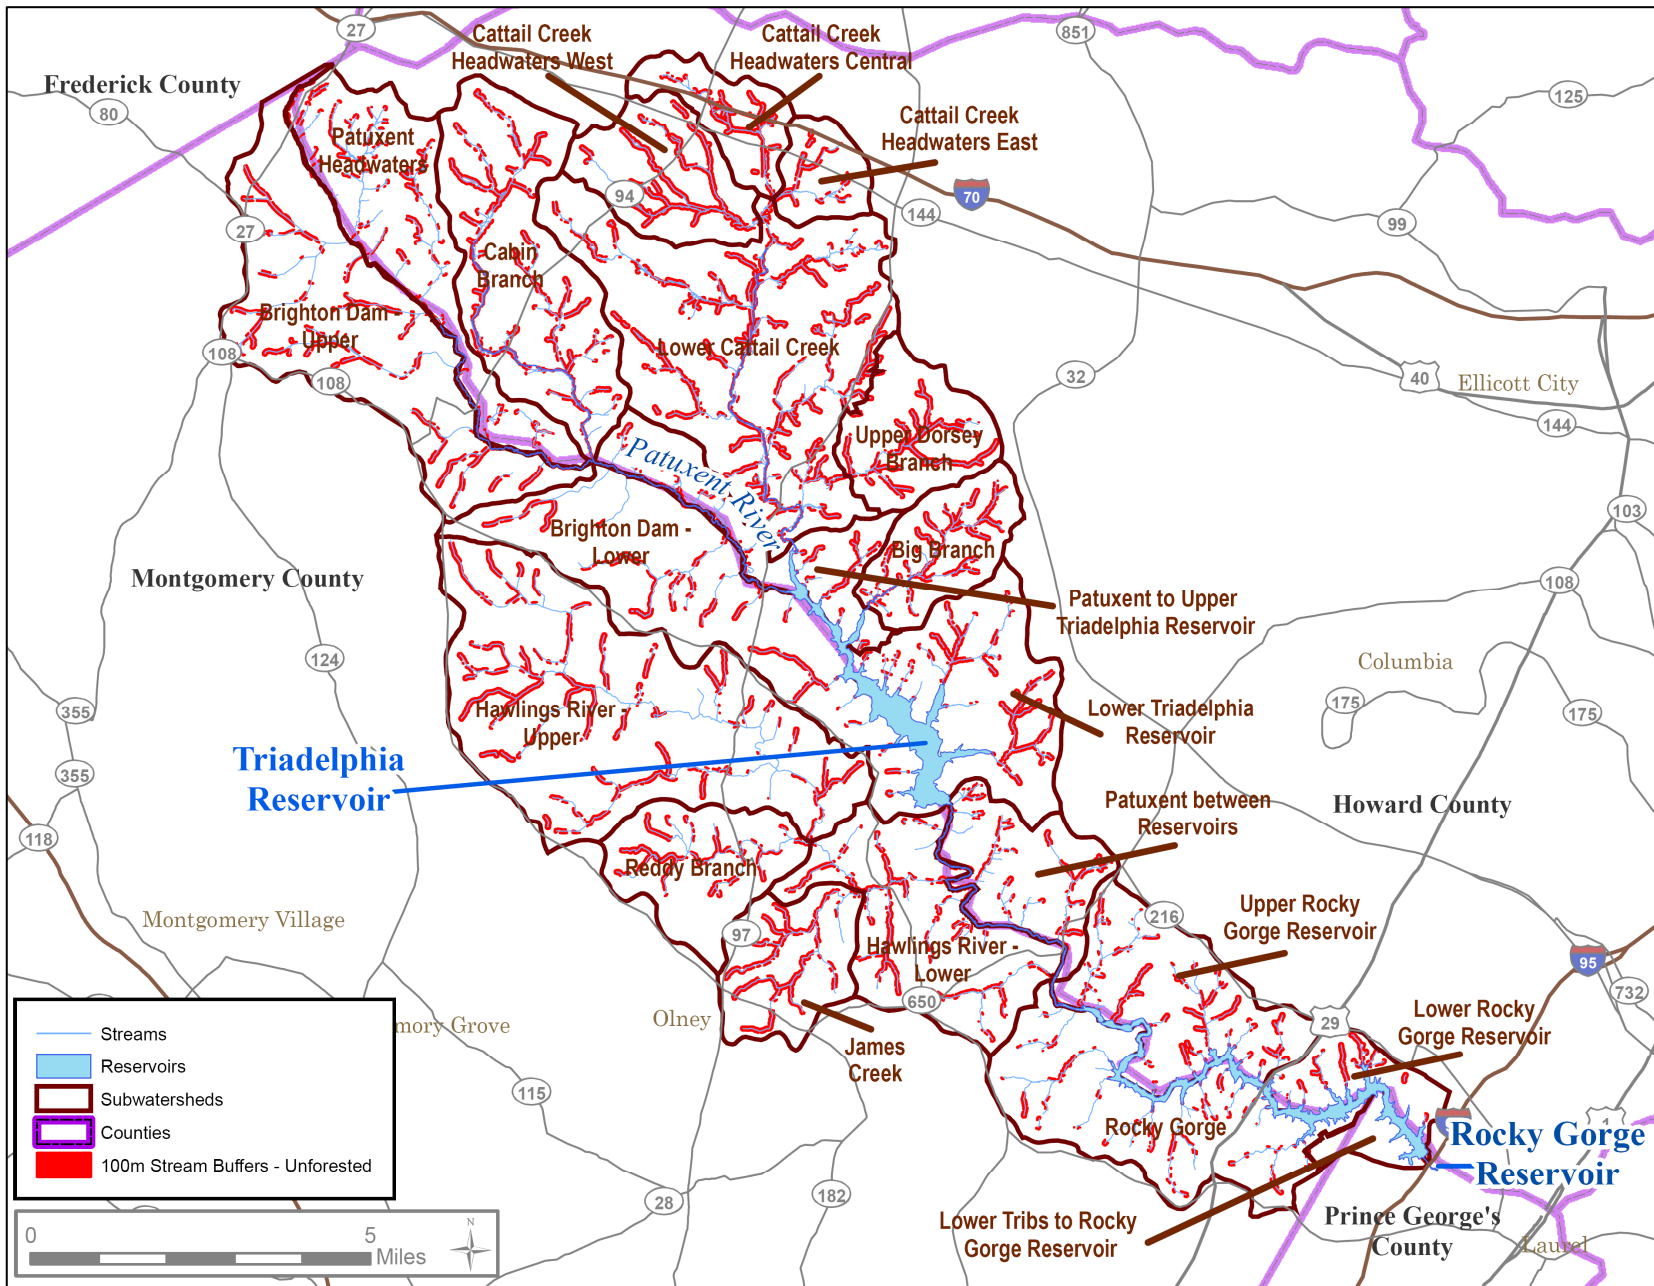 27
Cattail Creek
Headwaters West
Cattail Creek
Headwaters Central
851
Frederick County
80
125
Cattail Creek
Headwaters East
Patuxent
Headwaters
94
70
144
99
27
Cabin
Branch
Brighton Dam -
Upper
108
108
Lower Cattail Creek
32
40
Ellicott City
144
Upper Dorsey
Branch
Patuxent River
103
Brighton Dam -
Lower
Big Branch
Montgomery County
108
Patuxent to Upper
Triadelphia Reservoir
124
Columbia
355
175
175
Hawlings River -
Upper
Lower Triadelphia
Reservoir
Triadelphia
Reservoir
355
Patuxent between
Reservoirs
Howard County
118
Reddy Branch
Montgomery Village
97
216
Upper Rocky
Gorge Reservoir
Hawlings River -
Lower
95
732
650
Olney
mory Grove
29
Lower Rocky
Gorge Reservoir
James
Creek
Streams
Reservoirs
Subwatersheds
Counties
100m Stream Buffers - Unforested
115
Rocky Gorge
1
Rocky Gorge
Reservoir
28
182
Lower Tribs to Rocky
Gorge Reservoir
Prince George's
County
Laurel
0
5
Miles
N